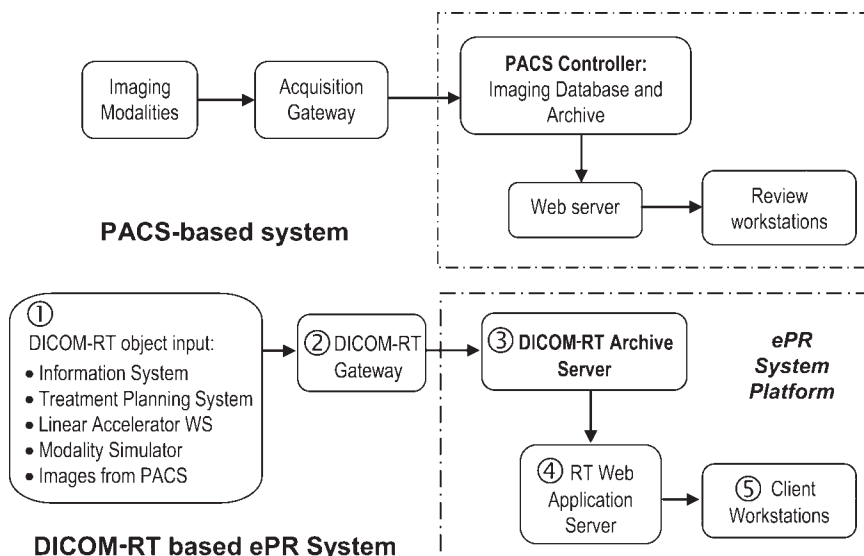 Imaging
Modalities
Acquisition
Gateway
PACS Controller:
Imaging Database and
Archive
Web server
Review
workstations
PACS-based system
①
DICOM-RT object input:
• Information System
• Treatment Planning System
• Linear Accelerator WS
• Modality Simulator
• Images from PACS
② DICOM-RT
Gateway
③ DICOM-RT Archive
Server
ePR
System
Platform
④ RT Web
Application
Server
⑤ Client
Workstations
DICOM-RT based ePR System